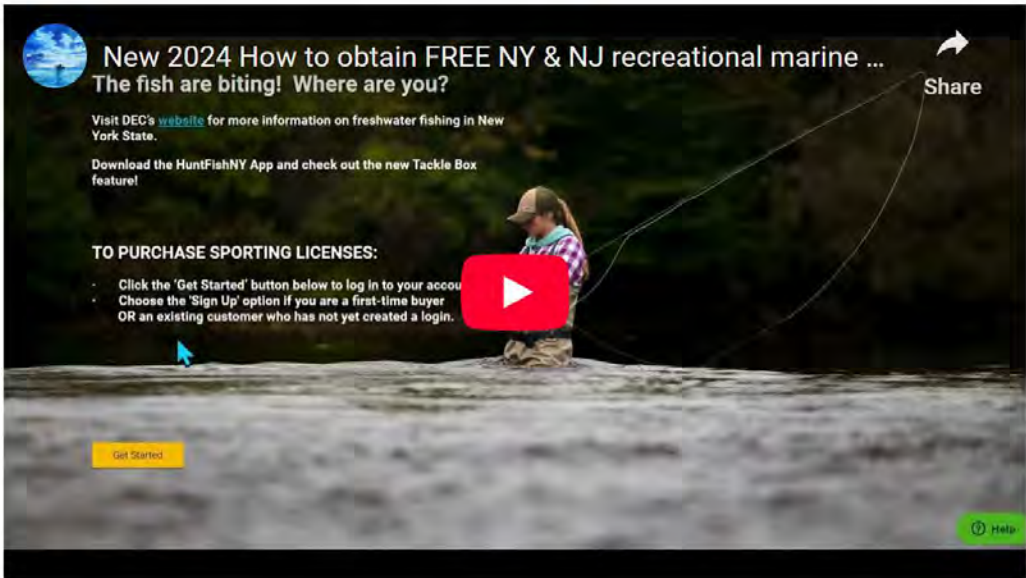 New 2024 How to obtain FREE NY & NJ recreational marine ...
Share
The fish are biting! Where are you?
Visit DEC's website for more information on freshwater fishing in New
York State.
Download the HuntFishNY App and check out the new Tackle Box
feature!
TO PURCHASE SPORTING LICENSES:
· Click the 'Get Started' button below to log in to your
· Choose the 'Sign Up' option if you are a first-time buyer
OR an existing customer who has not yet created a login.
Get Started
Help